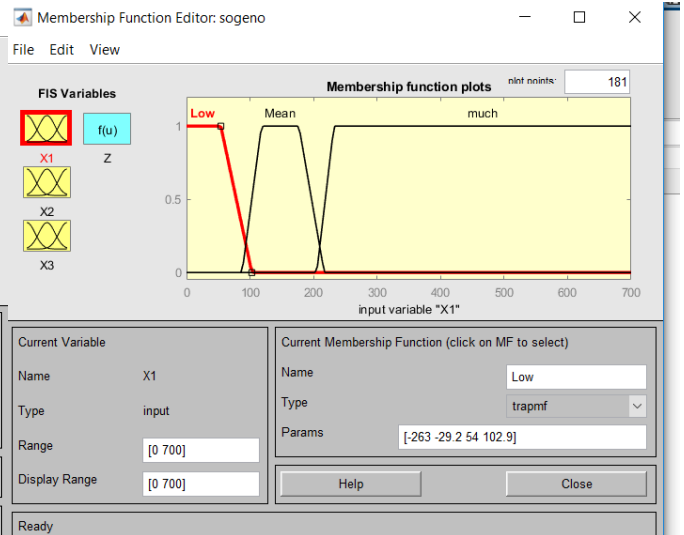 Membership Function Editor: sogeno
File Edit View
FIS Variables
Membership function plots
plot points:
181
f(u)
X1
Z
X2
X3
Low
Mean
much
1
0.5
0
0 100 200 300 400 500 600 700
input variable "X1"
Current Variable
Name X1
Type input
Range [0 700]
Display Range [0 700]
Current Membership Function (click on MF to select)
Name Low
Type trapmf
Params [-263 -29.2 54 102.9]
Help
Close
Ready